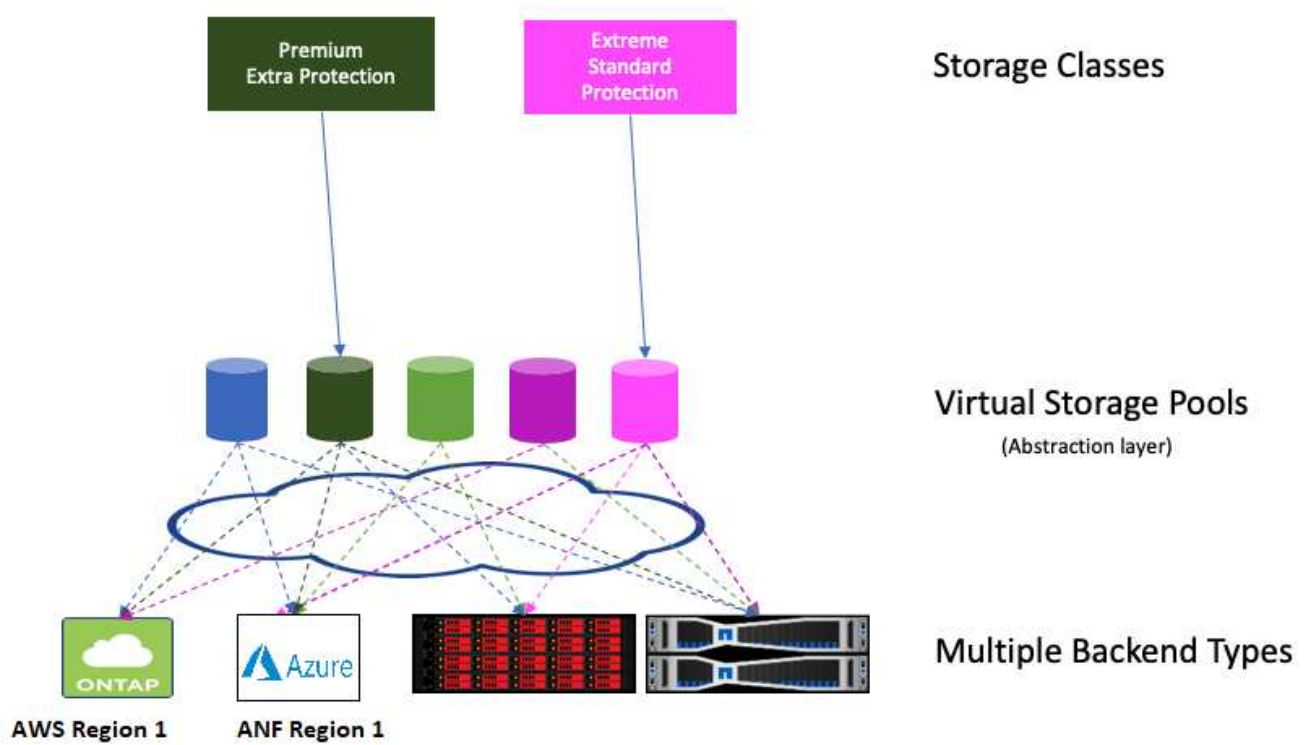 Premium
Extra Protection
Extreme
Standard
Protection
Storage Classes
Virtual Storage Pools
(Abstraction layer)
ONTAP
Azure
Multiple Backend Types
AWS Region 1
ANF Region 1